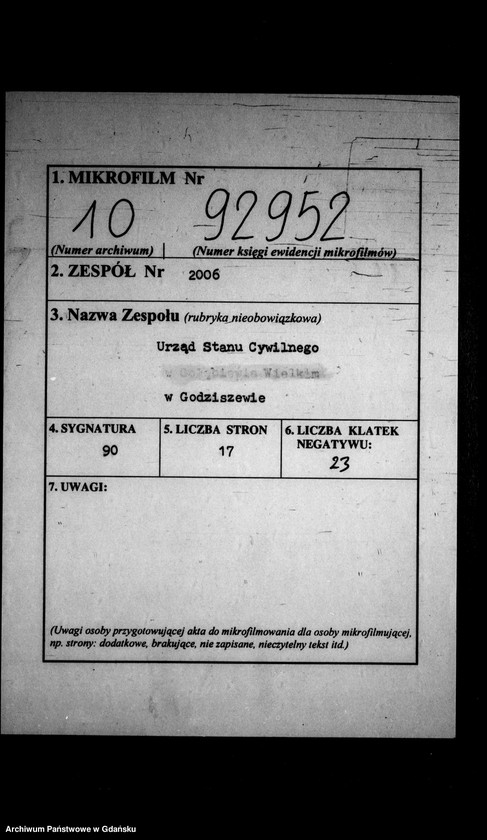 1. MIKROFILM Nr
10 92952
(Numer archiwum) (Numer księgi ewidencji mikrofilmów)
2. ZESPÓŁ Nr 2006
3. Nazwa Zespołu (rubryka nieobowiązkowa)
Urząd Stanu Cywilnego
Wielkim
w Godziszewie
4. SYGNATURA 5. LICZBA STRON 6. LICZBA KLATEK
NEGATYWU:
90 17 23
7. UWAGI:
(Uwagi osoby przygotowującej akta do mikrofilmowania dla osoby mikrofilmującej,
np. strony: dodatkowe, brakujące, nie zapisane, nieczytelny tekst itd.)
Archiwum Państwowe w Gdańsku